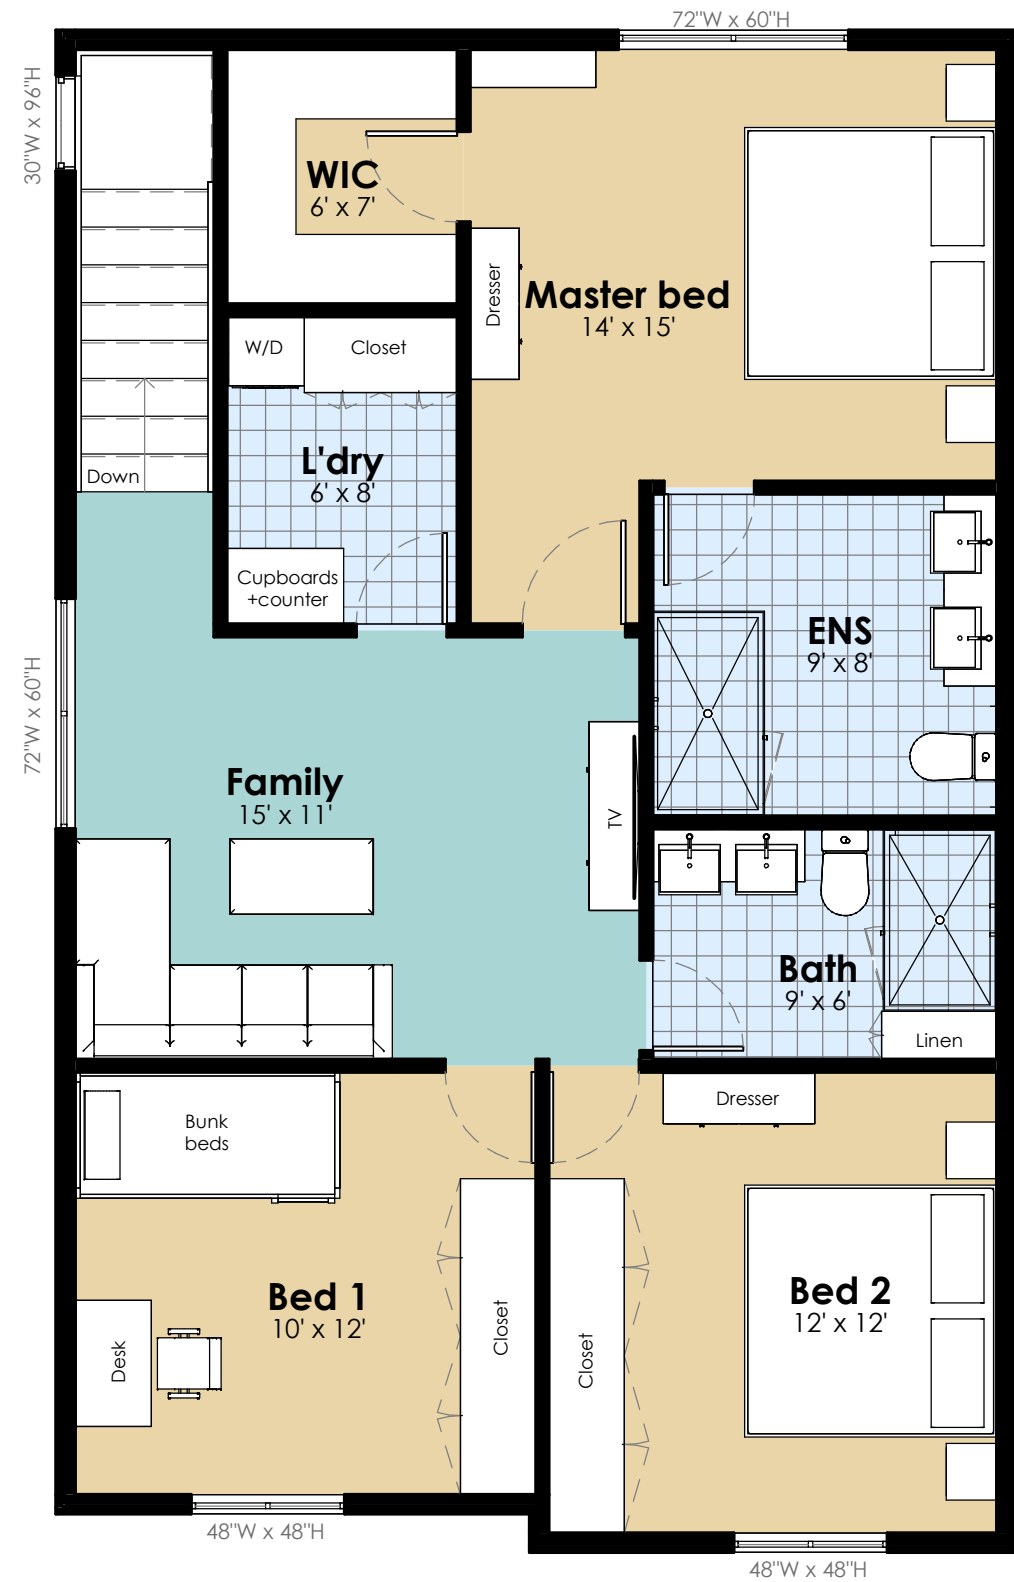 72"W x 60"H
30"W x 96"H
WIC
6' x 7'
Dresser
Master bed
14' x 15'
W/D
Closet
Down
L'dry
6' x 8'
Cupboards
+counter
ENS
9' x 8'
72"W x 60"H
Family
15' x 11'
TV
Bath
9' x 6'
Linen
Bunk
beds
Dresser
Bed 1
10' x 12'
Desk
Closet
Closet
Bed 2
12' x 12'
48"W x 48"H
48"W x 48"H